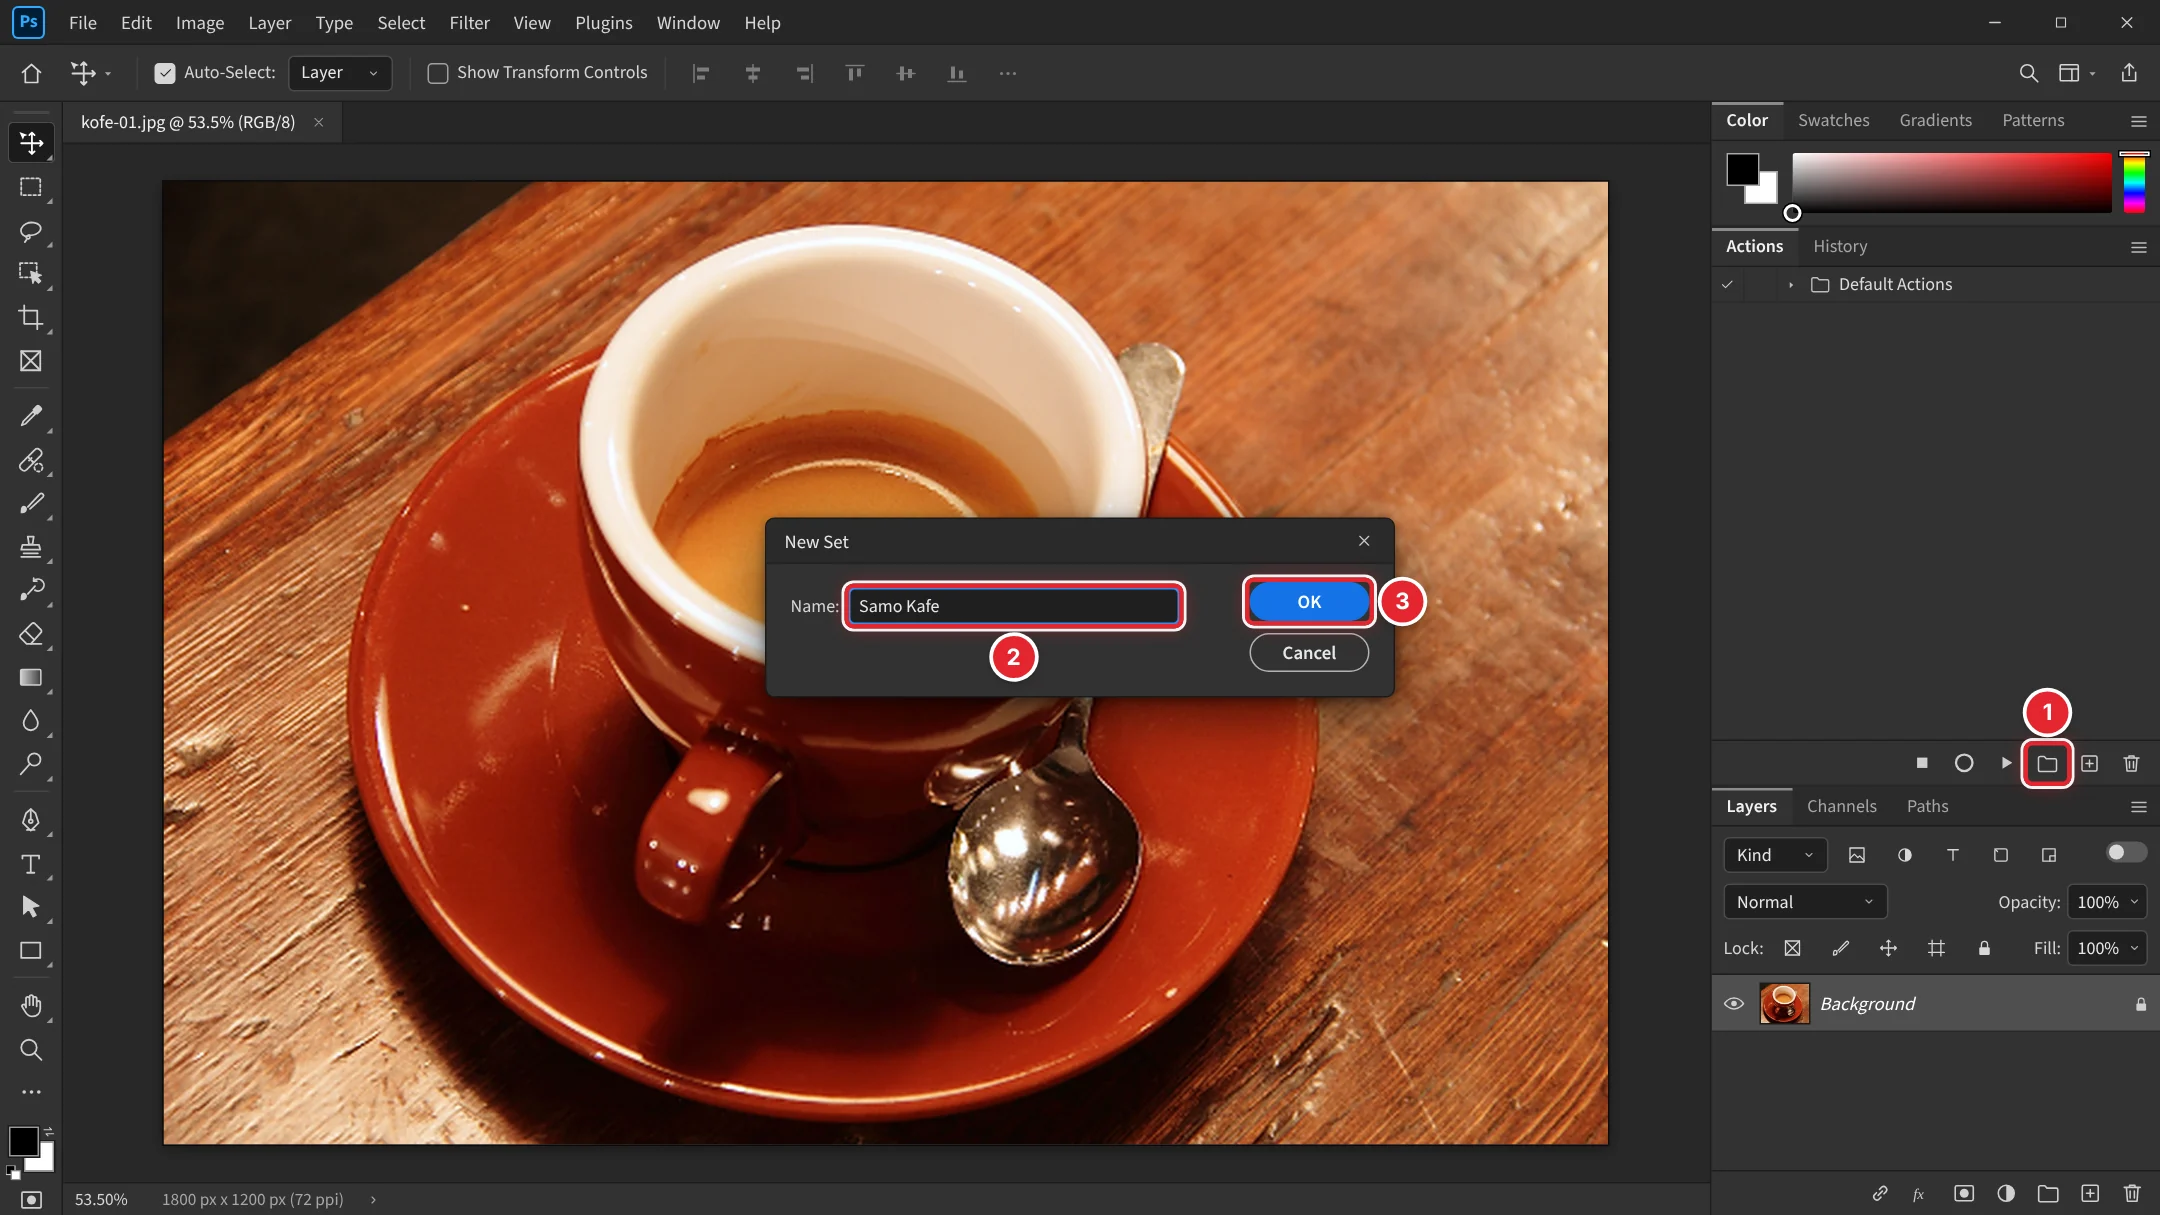 Ps File Edit Image Layer Type Select Filter View Plugins Window Help
Auto-Select: Layer Show Transform Controls
kofe-01.jpg @ 53.5% (RGB/8)
Color Swatches Gradients Patterns
Actions History
Default Actions
New Set
Name: Samo Kafe
OK
3
2
Cancel
1
Layers Channels Paths
Kind
Normal Opacity: 100%
Lock: Fill: 100%
Background
53.50% 1800 px x 1200 px (72 ppi)
fx